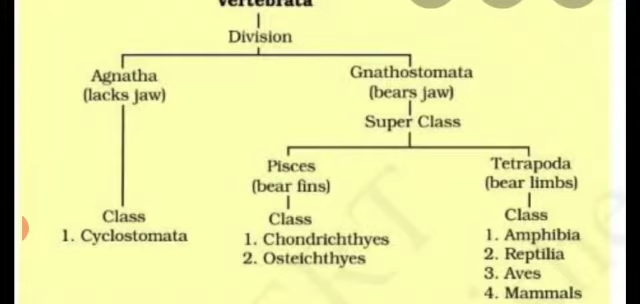 Vertebrata
Division
Agnatha
(lacks jaw)
Gnathostomata
(bears jaw)
Super Class
Pisces
(bear fins)
Tetrapoda
(bear limbs)
Class
1. Cyclostomata
Class
1. Chondrichthyes
2. Osteichthyes
Class
1. Amphibia
2. Reptilia
3. Aves
4. Mammals